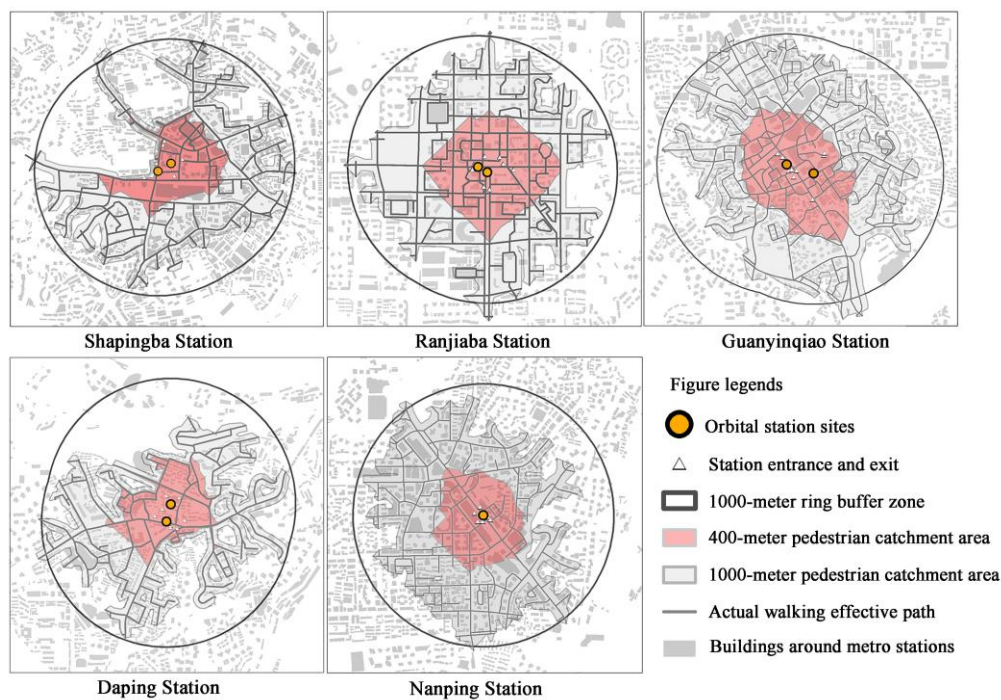 Shapingba Station
Ranjiaba Station
Guanyinqiao Station
Daping Station
Nanping Station
Figure legends
Orbital station sites
Station entrance and exit
1000-meter ring buffer zone
400-meter pedestrian catchment area
1000-meter pedestrian catchment area
Actual walking effective path
Buildings around metro stations